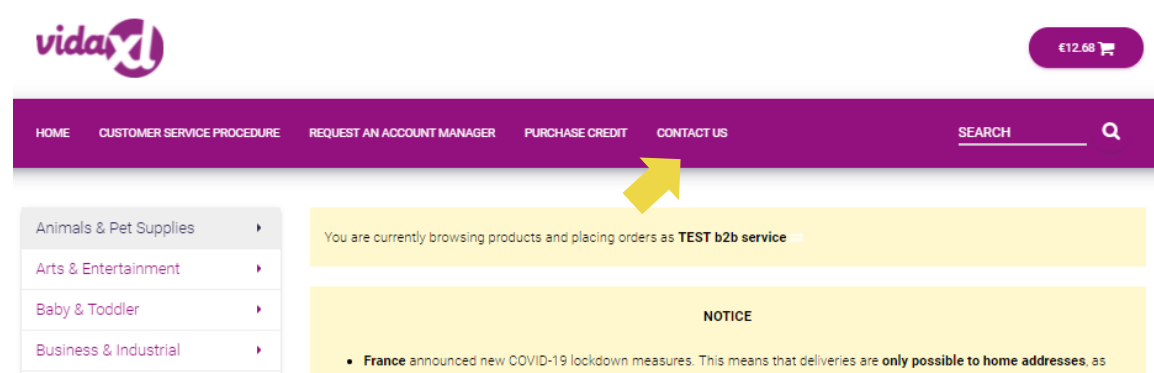 vidaXL
€12.68
HOME CUSTOMER SERVICE PROCEDURE REQUEST AN ACCOUNT MANAGER PURCHASE CREDIT CONTACT US SEARCH
Animals & Pet Supplies
Arts & Entertainment
Baby & Toddler
Business & Industrial
You are currently browsing products and placing orders as TEST b2b service
NOTICE
• France announced new COVID-19 lockdown measures. This means that deliveries are only possible to home addresses, as